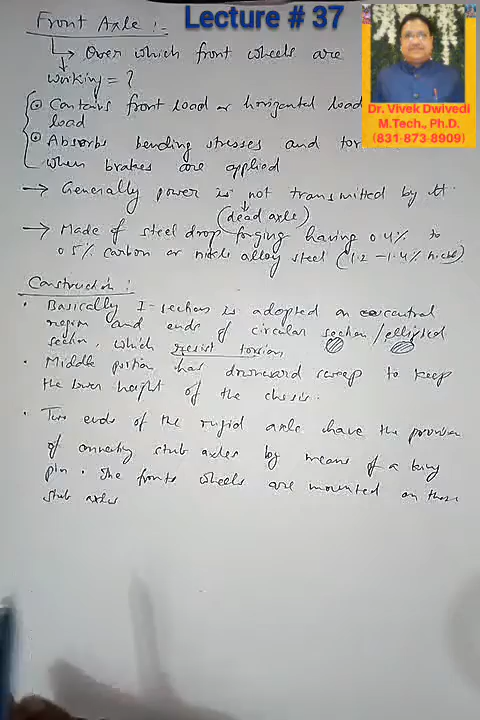 Lecture # 37
Front Axle :-
Over which front wheels are
working = ?
Contains front load or horizontal load
load
Absorbs bending stresses and tor
when brakes are applied
→ Generally power is not transmitted by it.
(dead axle)
→ Made of steel drop forging having 0.4% to
0.5% carbon or nickle alloy steel (1.2 - 1.4% nickle)
Dr. Vivek Dwivedi
M.Tech., Ph.D.
(831-873-8909)
Construction :
• Basically I-section is adopted on central
region and ends of circular section/elliptical
section, which resist torsion
• Middle portion has downward sweep to keep
the lower height of the chassis.
• Two ends of the rigid axle have the provision
of connecting stub axles by means of a king
pin. The fronts wheels are mounted on these
stub axles